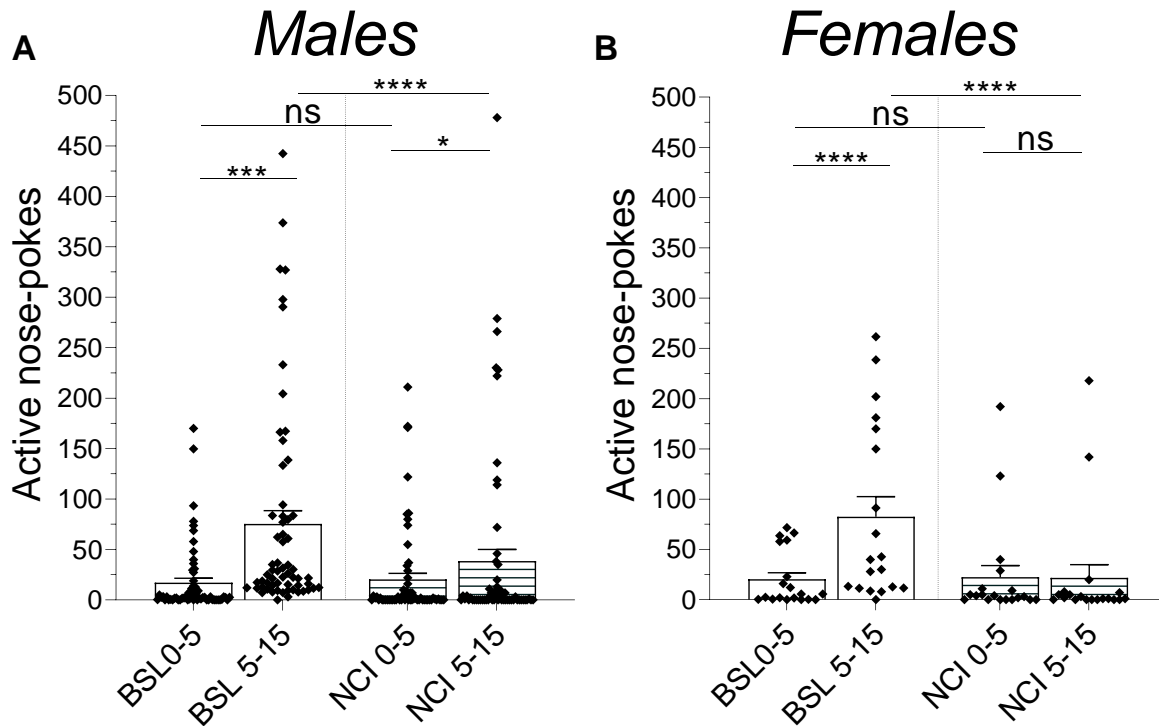 A
Males
Active nose-pokes
500
450
400
350
300
250
200
150
100
50
0
ns
****
***
*
BSL0-5
BSL 5-15
NCI 0-5
NCI 5-15
B
Females
Active nose-pokes
500
450
400
350
300
250
200
150
100
50
0
****
ns
ns
****
BSL0-5
BSL 5-15
NCI 0-5
NCI 5-15